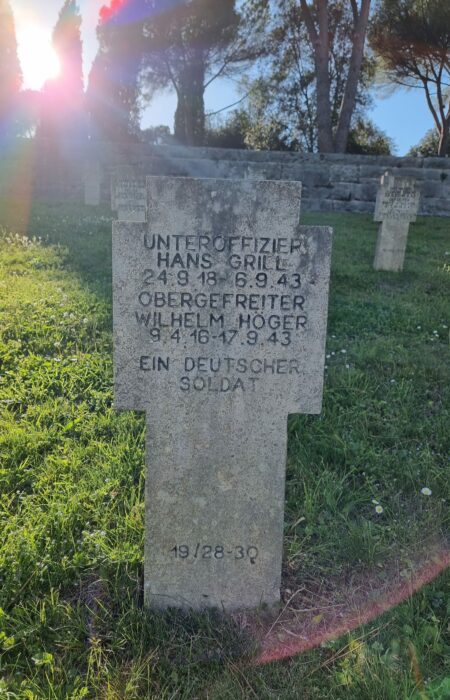 UNTEROFFIZIER
HANS GRILL
24.9.18-6.9.43
OBERGEFREITER
WILHELM HÖGER
9.4.16-17.9.43
EIN DEUTSCHER
SOLDAT
19/28-30